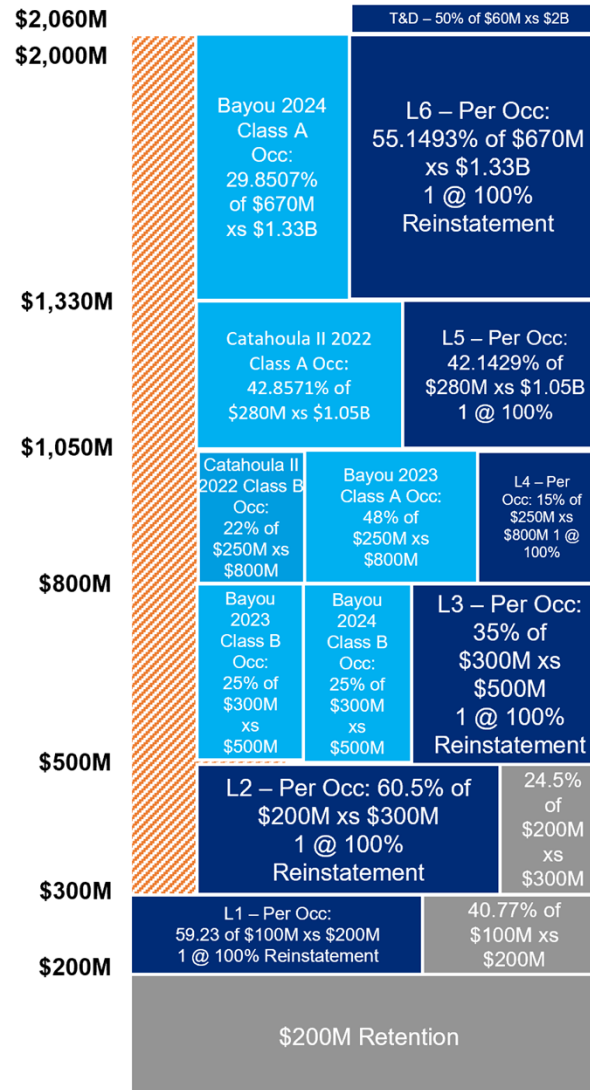 $2,060M
T&D – 50% of $60M xs $2B
$2,000M
Bayou 2024
Class A
Occ:
29.8507%
of $670M
xs $1.33B
L6 – Per Occ:
55.1493% of $670M
xs $1.33B
1 @ 100%
Reinstatement
$1,330M
Catahoula II 2022
Class A Occ:
42.8571% of
$280M xs $1.05B
L5 – Per Occ:
42.1429% of
$280M xs $1.05B
1 @ 100%
$1,050M
Catahoula II
2022 Class B
Occ:
22% of
$250M xs
$800M
Bayou 2023
Class A Occ:
48% of
$250M xs
$800M
L4 – Per
Occ: 15% of
$250M xs
$800M 1 @
100%
$800M
Bayou
2023
Class B
Occ:
25% of
$300M
xs
$500M
Bayou
2024
Class B
Occ:
25% of
$300M
xs
$500M
L3 – Per Occ:
35% of
$300M xs
$500M
1 @ 100%
Reinstatement
$500M
L2 – Per Occ: 60.5% of
$200M xs $300M
1 @ 100%
Reinstatement
24.5%
of
$200M
xs
$300M
$300M
L1 – Per Occ:
59.23 of $100M xs $200M
1 @ 100% Reinstatement
40.77% of
$100M xs
$200M
$200M
$200M Retention